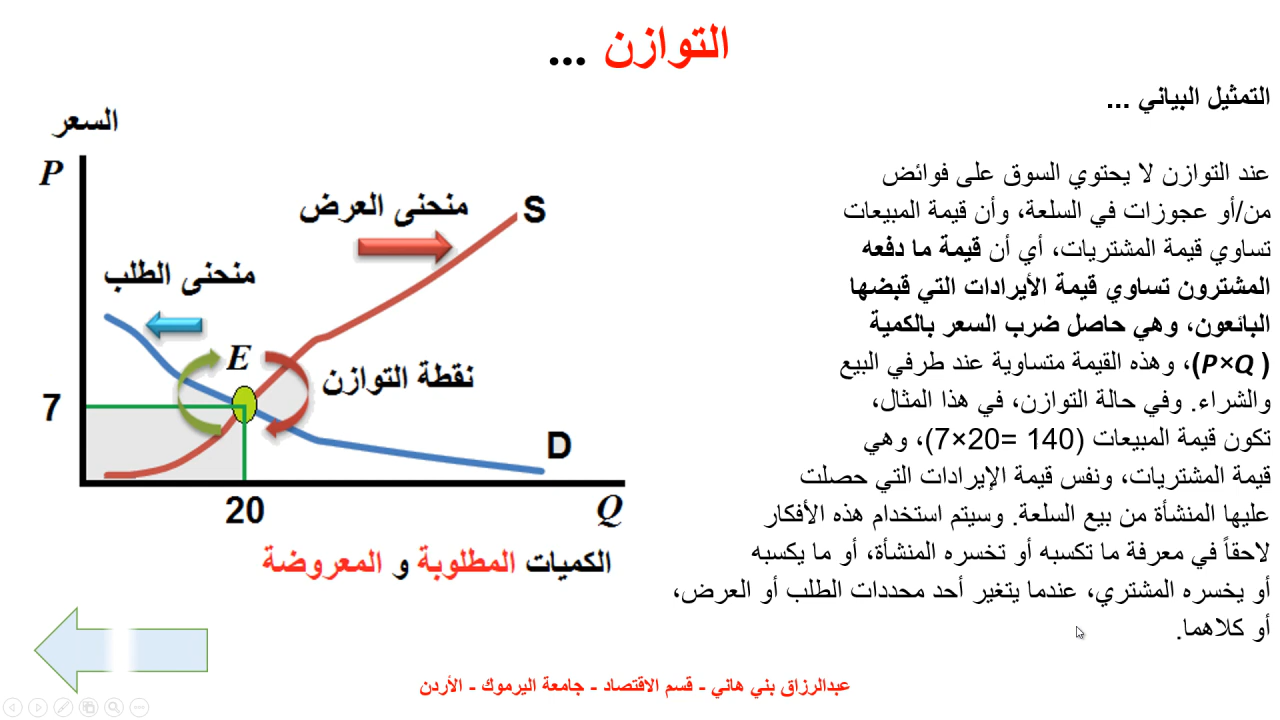 التوازن ...
التمثيل البياني ...
عند التوازن لا يحتوي السوق على فوائض
من/أو عجوزات في السلعة، وأن قيمة المبيعات
تساوي قيمة المشتريات، أي أن قيمة ما دفعه
المشترون تساوي قيمة الأيرادات التي قبضها
البائعون، وهي حاصل ضرب السعر بالكمية
(P×Q )، وهذه القيمة متساوية عند طرفي البيع
والشراء. وفي حالة التوازن، في هذا المثال،
تكون قيمة المبيعات (7×20= 140)، وهي
قيمة المشتريات، ونفس قيمة الإيرادات التي حصلت
عليها المنشأة من بيع السلعة. وسيتم استخدام هذه الأفكار
لاحقاً في معرفة ما تكسبه أو تخسره المنشأة، أو ما يكسبه
أو يخسره المشتري، عندما يتغير أحد محددات الطلب أو العرض،
أو كلاهما.
السعر
P
منحنى العرض
S
منحنى الطلب
E
نقطة التوازن
7
D
20
Q
الكميات المطلوبة و المعروضة
عبدالرزاق بني هاني - قسم الاقتصاد - جامعة اليرموك - الأردن